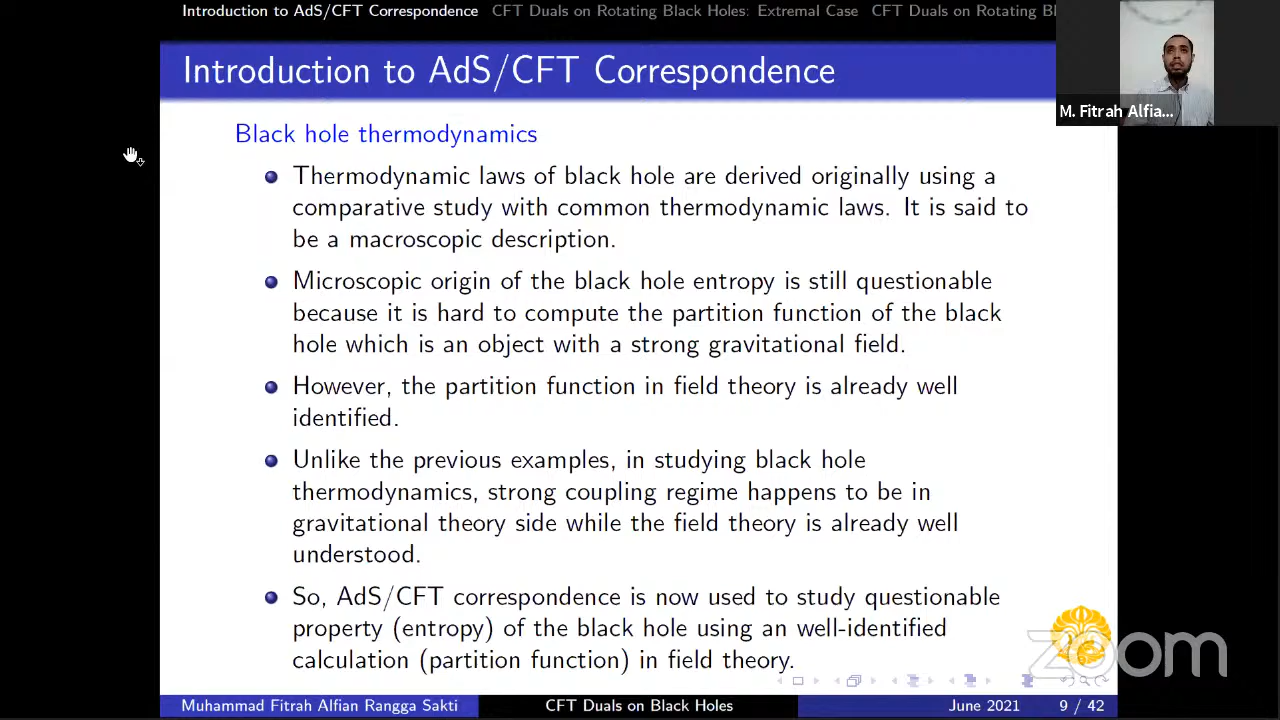 Introduction to AdS/CFT Correspondence CFT Duals on Rotating Black Holes: Extremal Case CFT Duals on Rotating Bl
Introduction to AdS/CFT Correspondence
M. Fitrah Alfia...
Black hole thermodynamics
Thermodynamic laws of black hole are derived originally using a
comparative study with common thermodynamic laws. It is said to
be a macroscopic description.
Microscopic origin of the black hole entropy is still questionable
because it is hard to compute the partition function of the black
hole which is an object with a strong gravitational field.
However, the partition function in field theory is already well
identified.
Unlike the previous examples, in studying black hole
thermodynamics, strong coupling regime happens to be in
gravitational theory side while the field theory is already well
understood.
So, AdS/CFT correspondence is now used to study questionable
property (entropy) of the black hole using an well-identified
calculation (partition function) in field theory.
zoom
Muhammad Fitrah Alfian Rangga Sakti CFT Duals on Black Holes June 2021 9 / 42